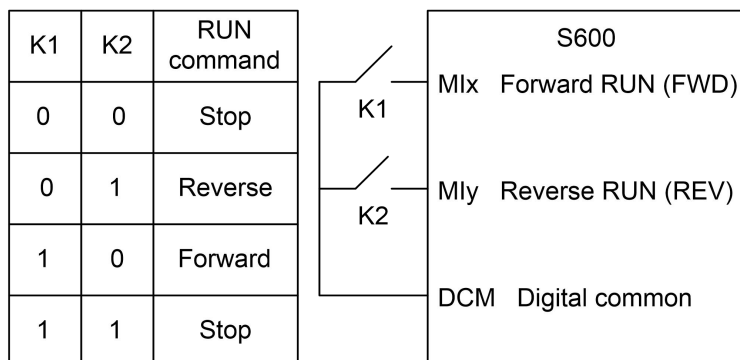 K1 K2 RUN command
0 0 Stop
0 1 Reverse
1 0 Forward
1 1 Stop
S600
K1
MIx Forward RUN (FWD)
K2
MIy Reverse RUN (REV)
DCM Digital common